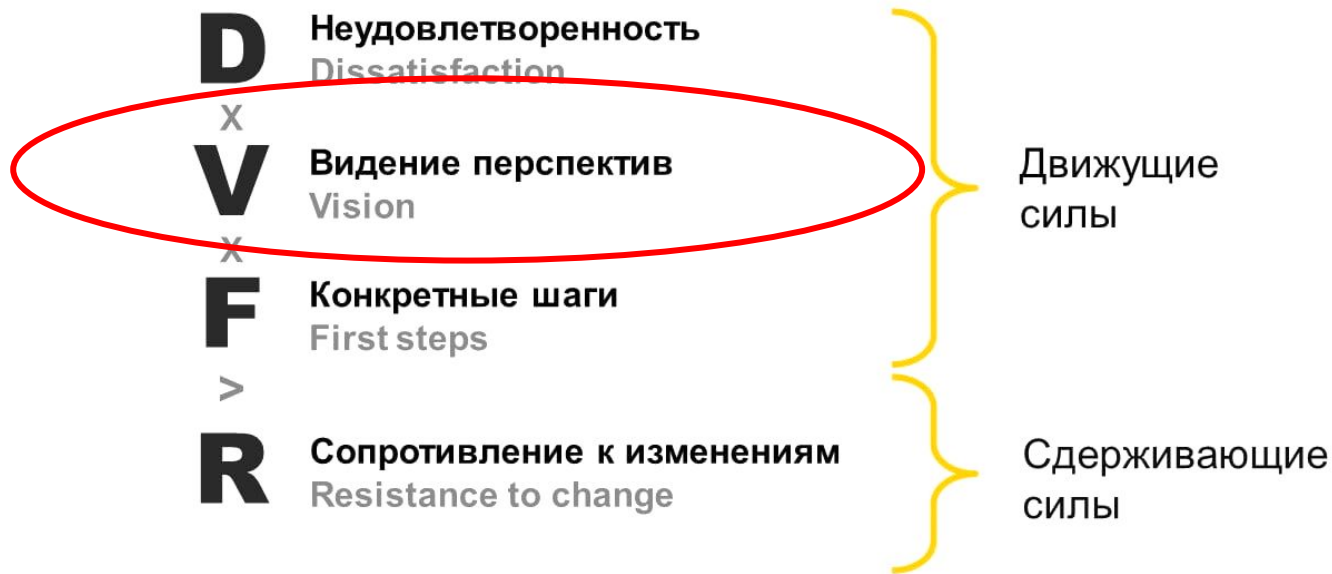 D Неудовлетворенность
Dissatisfaction
x
V Видение перспектив
Vision
x
F Конкретные шаги
First steps
>
R Сопротивление к изменениям
Resistance to change
Движущие
силы
Сдерживающие
силы